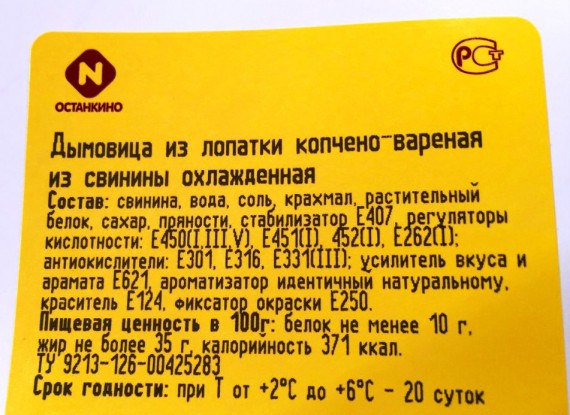 N
ОСТАНКИНО
РСТ
Дымовица из лопатки копчено-вареная
из свинины охлажденная
Состав: свинина, вода, соль, крахмал, растительный
белок, сахар, пряности, стабилизатор Е407, регуляторы
кислотности: Е450(I,III,V), Е451(I), 452(I), Е262(I);
антиокислители: Е301, Е316, Е331(III); усилитель вкуса и
арамата Е621, ароматизатор идентичный натуральному,
краситель Е124, фиксатор окраски Е250.
Пищевая ценность в 100г: белок не менее 10 г,
жир не более 35 г, калорийность 371 ккал.
ТУ 9213-126-00425283
Срок годности: при Т от +2°С до +6°С - 20 суток